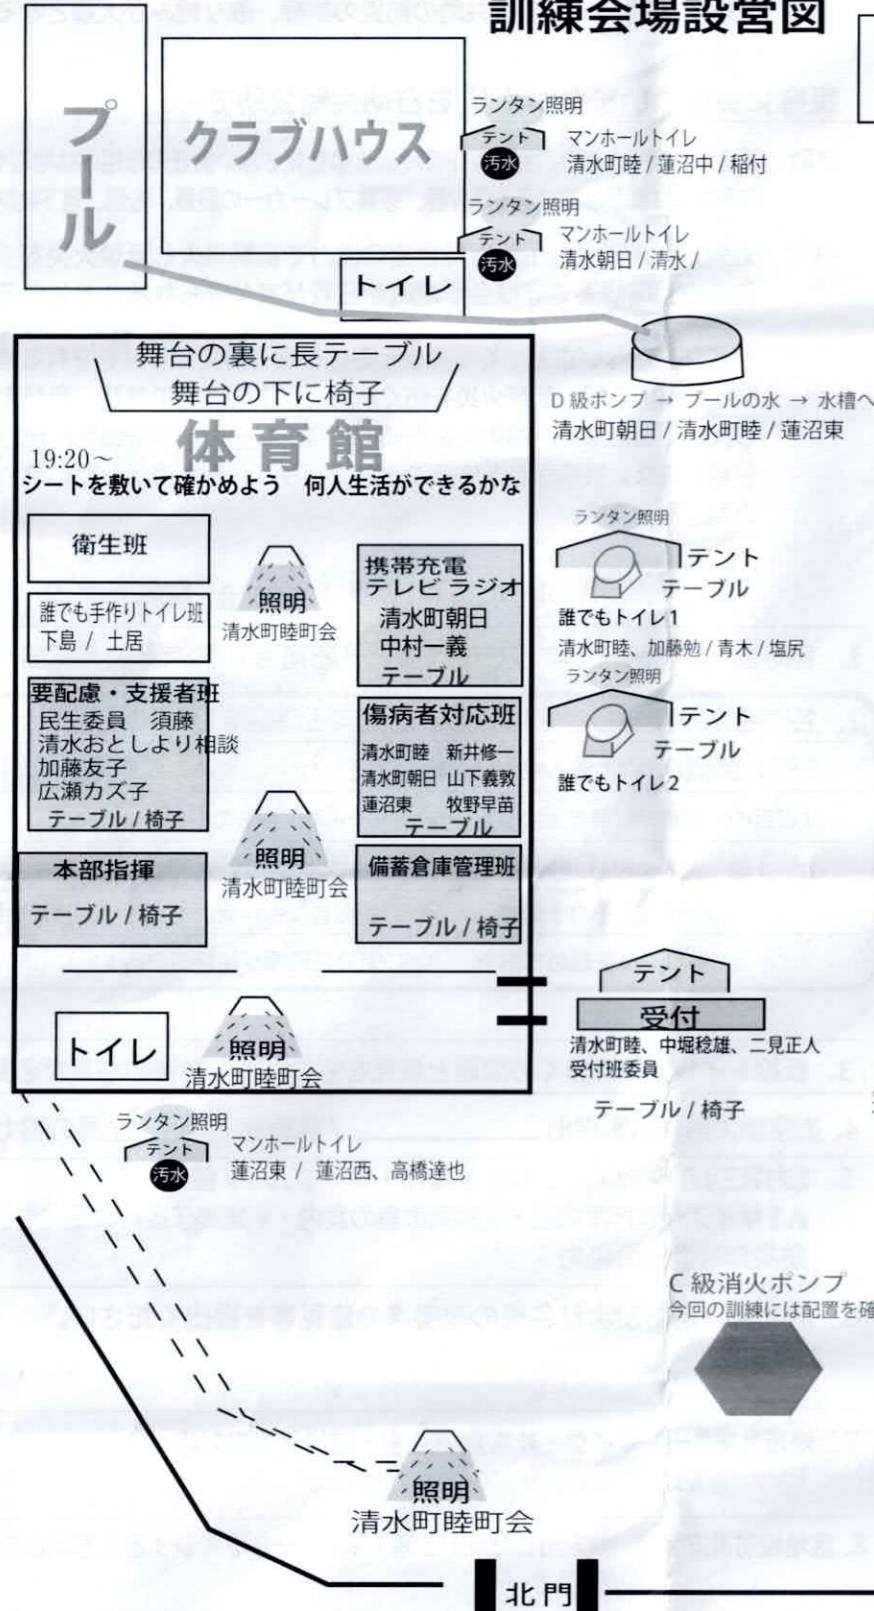 訓練会場設営図
プール
クラブハウス
ランタン照明
テント
汚水
マンホールトイレ
清水町睦 / 蓮沼中 / 稲付
ランタン照明
テント
汚水
マンホールトイレ
清水朝日 / 清水 /
トイレ
D 級ポンプ → プールの水 → 水槽へ
清水町朝日 / 清水町睦 / 蓮沼東
舞台の裏に長テーブル
舞台の下に椅子
体育館
19:20〜
シートを敷いて確かめよう 何人生活ができるかな
衛生班
誰でも手作りトイレ班
下島 / 土居
照明
清水町睦町会
携帯充電
テレビ ラジオ
清水町朝日
中村一義
テーブル
要配慮・支援者班
民生委員 須藤
清水おとしより相談
加藤友子
広瀬カズ子
テーブル / 椅子
傷病者対応班
清水町睦 新井修一
清水町朝日 山下義敦
蓮沼東 牧野早苗
テーブル
照明
清水町睦町会
本部指揮
テーブル / 椅子
備蓄倉庫管理班
テーブル / 椅子
トイレ
照明
清水町睦町会
ランタン照明
テント
テーブル
誰でもトイレ1
清水町睦、加藤勉 / 青木 / 塩尻
ランタン照明
テント
テーブル
誰でもトイレ2
テント
受付
清水町睦、中堀稔雄、二見正人
受付班委員
テーブル / 椅子
ランタン照明
テント
汚水
マンホールトイレ
蓮沼東 / 蓮沼西、高橋達也
C 級消火ポンプ
今回の訓練には配置を確
照明
清水町睦町会
北門